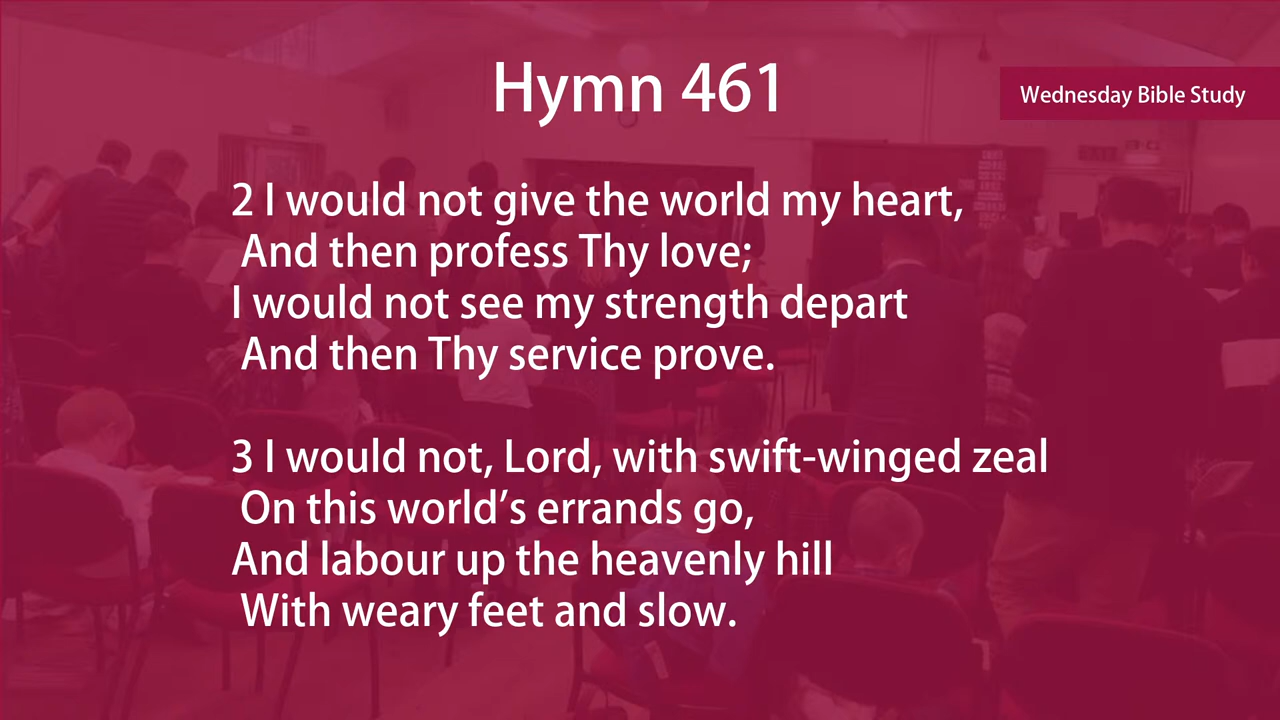 Hymn 461
Wednesday Bible Study
2 I would not give the world my heart,
And then profess Thy love;
I would not see my strength depart
And then Thy service prove.
3 I would not, Lord, with swift-winged zeal
On this world’s errands go,
And labour up the heavenly hill
With weary feet and slow.